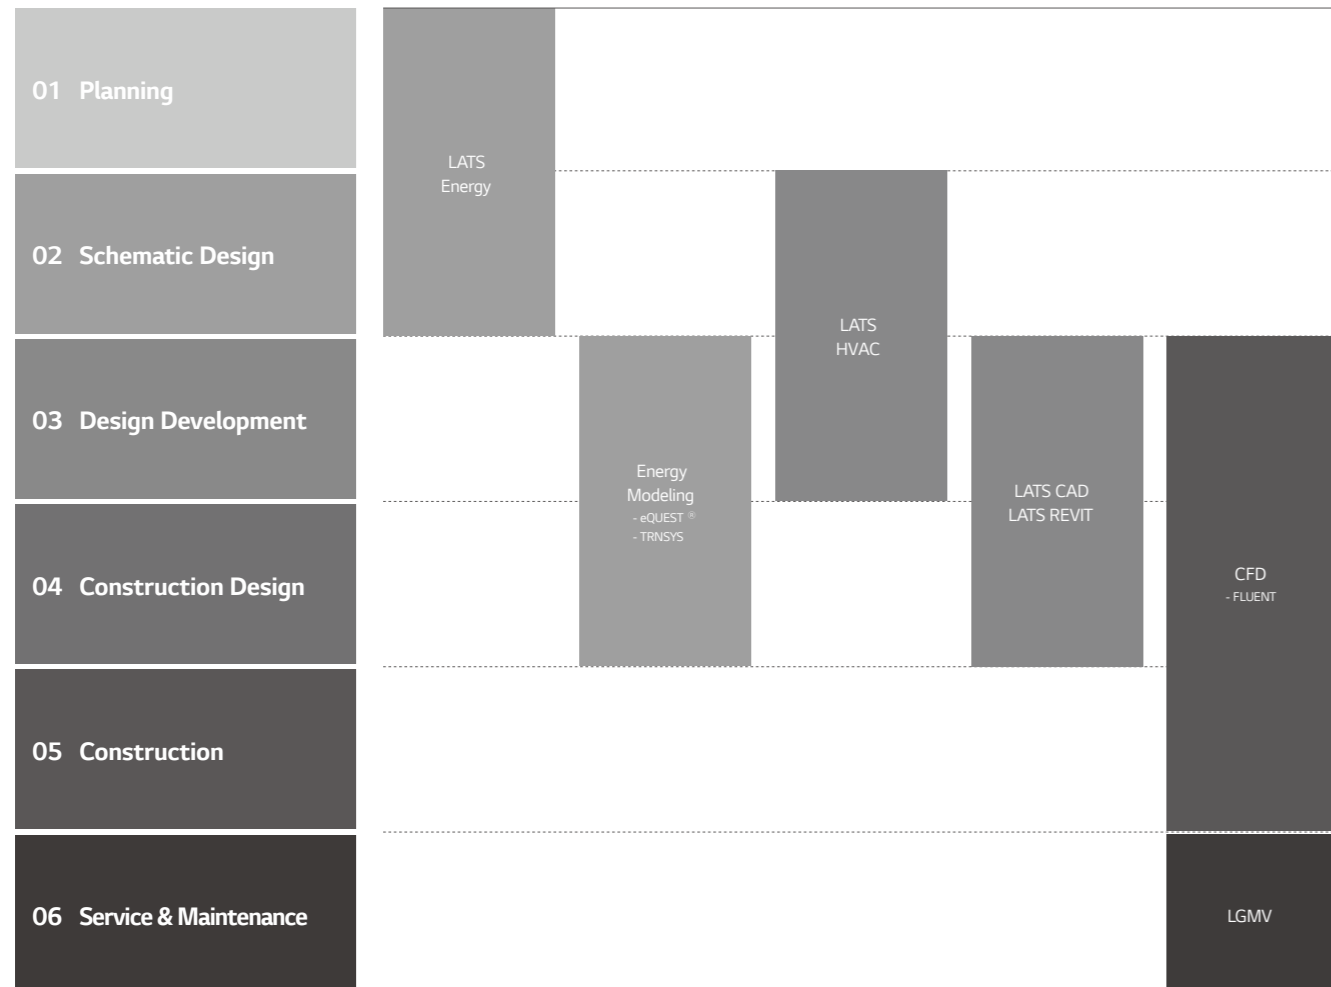 01 Planning
02 Schematic Design
03 Design Development
04 Construction Design
05 Construction
06 Service & Maintenance
LATS
Energy
Energy
Modeling
- eQUEST ®
- TRNSYS
LATS
HVAC
LATS CAD
LATS REVIT
CFD
- FLUENT
LGMV